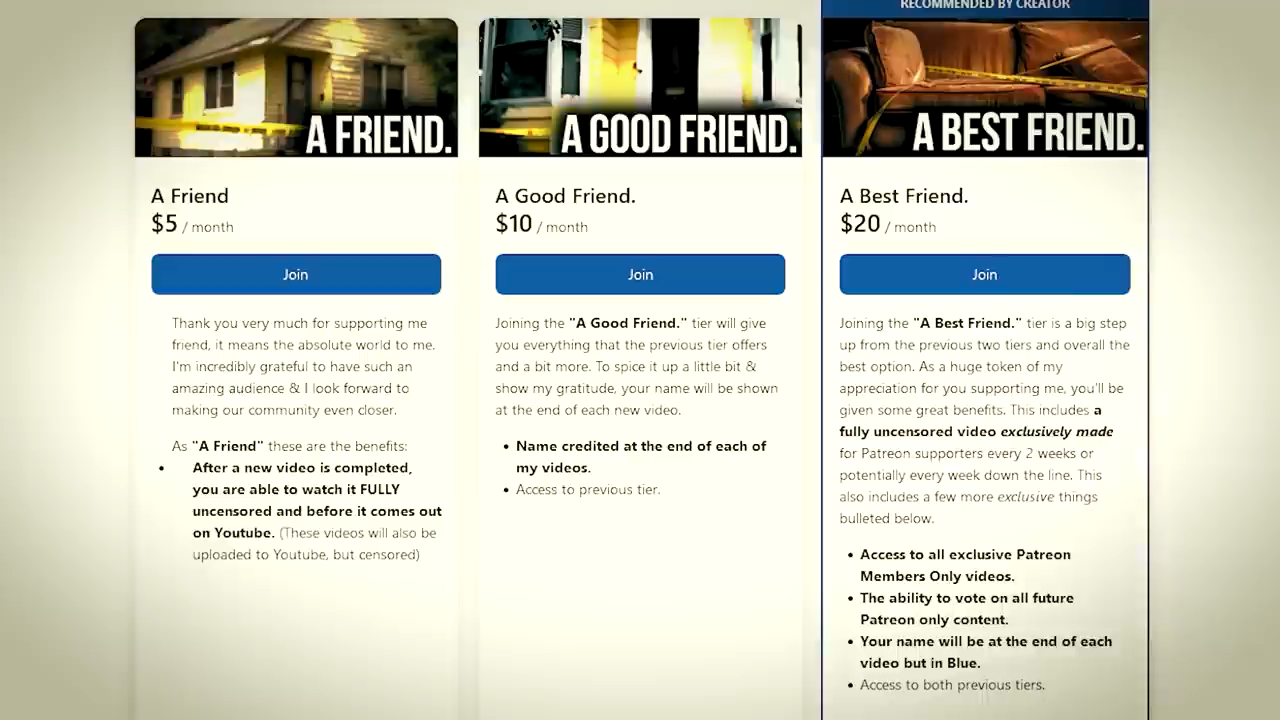 RECOMMENDED BY CREATOR
A FRIEND.
A Friend
$5 / month
Join
Thank you very much for supporting me
friend, it means the absolute world to me.
I'm incredibly grateful to have such an
amazing audience & I look forward to
making our community even closer.
As "A Friend" these are the benefits:
• After a new video is completed,
you are able to watch it FULLY
uncensored and before it comes out
on Youtube. (These videos will also be
uploaded to Youtube, but censored)
A GOOD FRIEND.
A Good Friend.
$10 / month
Join
Joining the "A Good Friend." tier will give
you everything that the previous tier offers
and a bit more. To spice it up a little bit &
show my gratitude, your name will be shown
at the end of each new video.
• Name credited at the end of each of
my videos.
• Access to previous tier.
A BEST FRIEND.
A Best Friend.
$20 / month
Join
Joining the "A Best Friend." tier is a big step
up from the previous two tiers and overall the
best option. As a huge token of my
appreciation for you supporting me, you'll be
given some great benefits. This includes a
fully uncensored video exclusively made
for Patreon supporters every 2 weeks or
potentially every week down the line. This
also includes a few more exclusive things
bulleted below.
• Access to all exclusive Patreon
Members Only videos.
• The ability to vote on all future
Patreon only content.
• Your name will be at the end of each
video but in Blue.
• Access to both previous tiers.